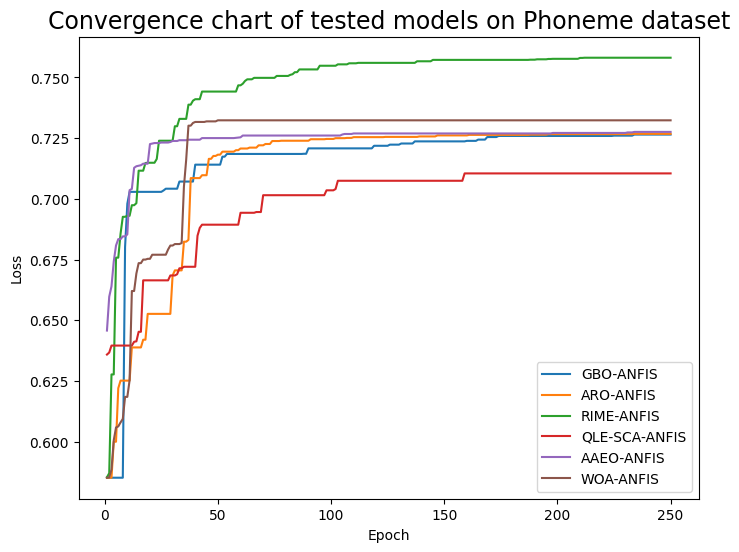 Convergence chart of tested models on Phoneme dataset
0.750
0.725
0.700
0.675
0.650
0.625
0.600
Loss
0
50
100
150
200
250
Epoch
GBO-ANFIS
ARO-ANFIS
RIME-ANFIS
QLE-SCA-ANFIS
AAEO-ANFIS
WOA-ANFIS